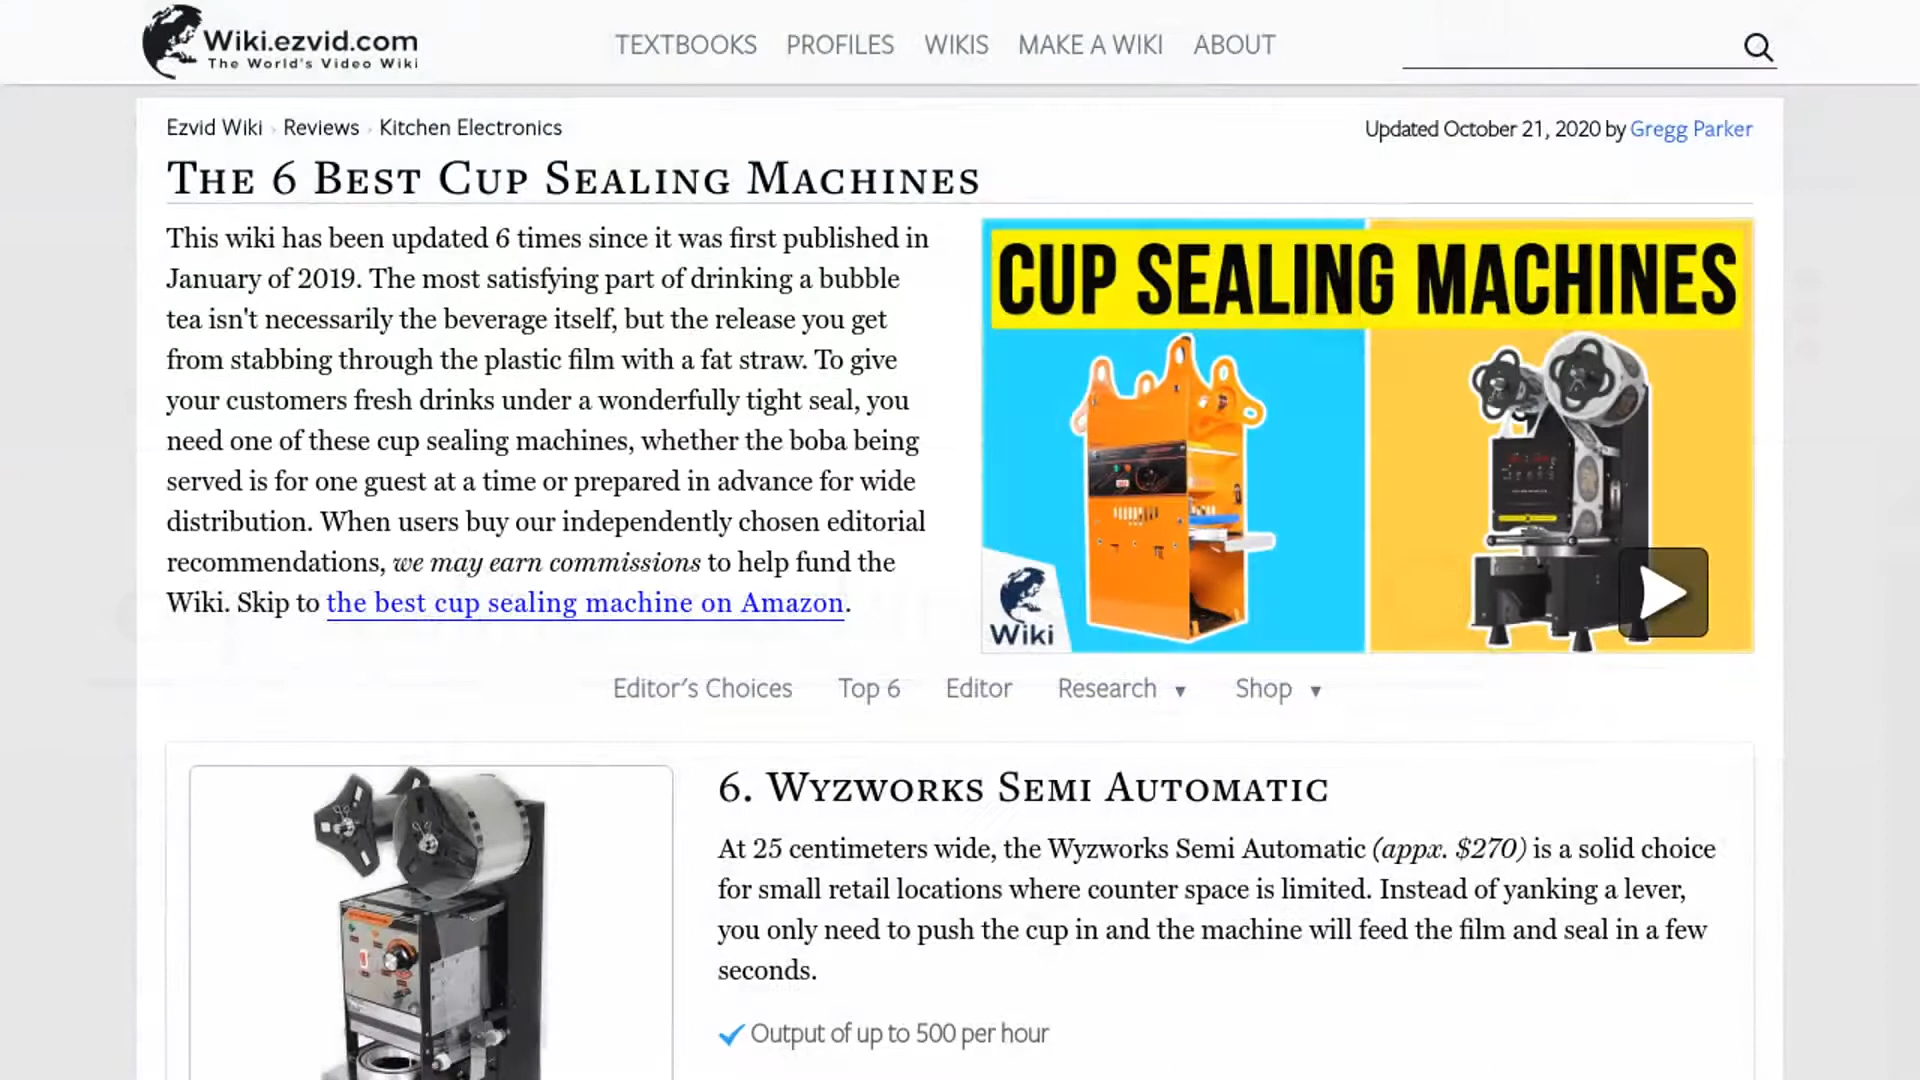 Wiki.ezvid.com
The World's Video Wiki
TEXTBOOKS PROFILES WIKIS MAKE A WIKI ABOUT
Ezvid Wiki › Reviews › Kitchen Electronics
Updated October 21, 2020 by Gregg Parker
The 6 Best Cup Sealing Machines
This wiki has been updated 6 times since it was first published in
January of 2019. The most satisfying part of drinking a bubble
tea isn't necessarily the beverage itself, but the release you get
from stabbing through the plastic film with a fat straw. To give
your customers fresh drinks under a wonderfully tight seal, you
need one of these cup sealing machines, whether the boba being
served is for one guest at a time or prepared in advance for wide
distribution. When users buy our independently chosen editorial
recommendations, we may earn commissions to help fund the
Wiki. Skip to the best cup sealing machine on Amazon.
CUP SEALING MACHINES
Wiki
Editor's Choices Top 6 Editor Research ▼ Shop ▼
6. Wyzworks Semi Automatic
At 25 centimeters wide, the Wyzworks Semi Automatic (appx. $270) is a solid choice
for small retail locations where counter space is limited. Instead of yanking a lever,
you only need to push the cup in and the machine will feed the film and seal in a few
seconds.
Output of up to 500 per hour